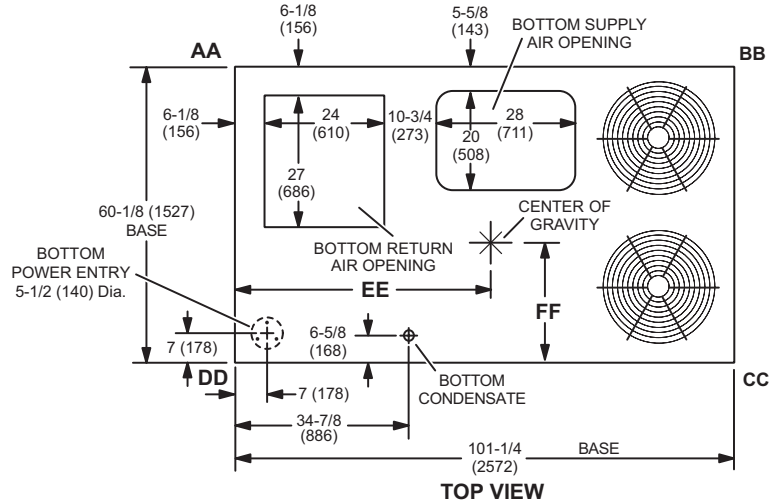 6-1/8
(156)
5-5/8
(143)
BOTTOM SUPPLY
AIR OPENING
AA
BB
6-1/8
(156)
24
(610)
10-3/4
(273)
28
(711)
20
(508)
27
(686)
60-1/8 (1527)
BASE
CENTER OF
GRAVITY
BOTTOM RETURN
AIR OPENING
BOTTOM
POWER ENTRY
5-1/2 (140) Dia.
EE
FF
7 (178)
6-5/8
(168)
DD
CC
7 (178)
BOTTOM
CONDENSATE
34-7/8
(886)
101-1/4
(2572)
BASE
TOP VIEW